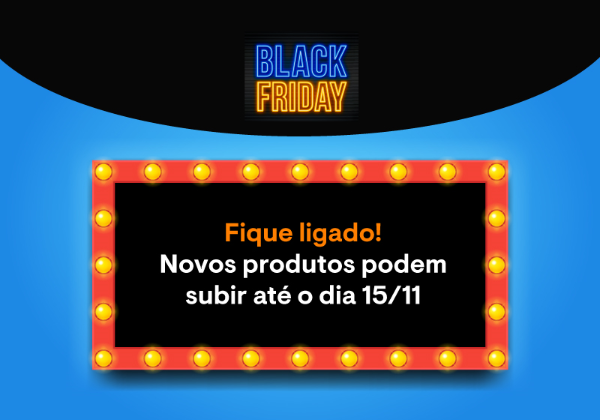 BLACK
FRIDAY
Fique ligado!
Novos produtos podem
subir até o dia 15/11